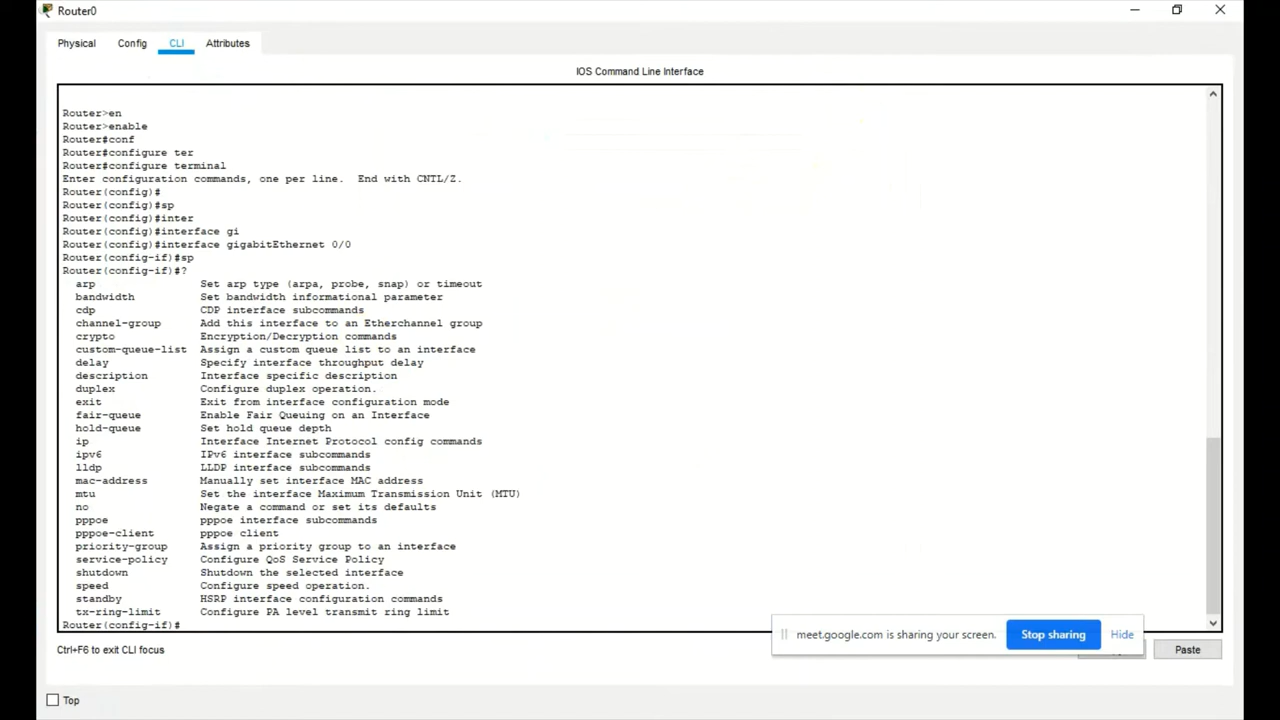 Router0
Physical Config CLI Attributes
IOS Command Line Interface
Router>en
Router>enable
Router#conf
Router#configure ter
Router#configure terminal
Enter configuration commands, one per line.  End with CNTL/Z.
Router(config)#
Router(config)#sp
Router(config)#inter
Router(config)#interface gi
Router(config)#interface gigabitEthernet 0/0
Router(config-if)#sp
Router(config-if)#?
arp Set arp type (arpa, probe, snap) or timeout
bandwidth Set bandwidth informational parameter
cdp CDP interface subcommands
channel-group Add this interface to an Etherchannel group
crypto Encryption/Decryption commands
custom-queue-list Assign a custom queue list to an interface
delay Specify interface throughput delay
description Interface specific description
duplex Configure duplex operation.
exit Exit from interface configuration mode
fair-queue Enable Fair Queuing on an Interface
hold-queue Set hold queue depth
ip Interface Internet Protocol config commands
ipv6 IPv6 interface subcommands
lldp LLDP interface subcommands
mac-address Manually set interface MAC address
mtu Set the interface Maximum Transmission Unit (MTU)
no Negate a command or set its defaults
pppoe pppoe interface subcommands
pppoe-client pppoe client
priority-group Assign a priority group to an interface
service-policy Configure QoS Service Policy
shutdown Shutdown the selected interface
speed Configure speed operation.
standby HSRP interface configuration commands
tx-ring-limit Configure PA level transmit ring limit
Router(config-if)#
meet.google.com is sharing your screen. Stop sharing Hide
Ctrl+F6 to exit CLI focus
Paste
Top